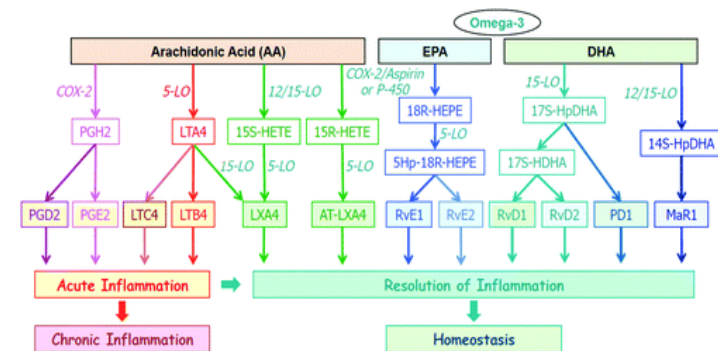 Omega-3
Arachidonic Acid (AA)
EPA
DHA
COX-2
5-LO
12/15-LO
COX-2/Aspirin
or P-450
15-LO
12/15-LO
PGH2
LTA4
15S-HETE
15R-HETE
18R-HEPE
17S-HpDHA
14S-HpDHA
15-LO
5-LO
5-LO
5-LO
5Hp-18R-HEPE
17S-HDHA
PGD2
PGE2
LTC4
LTB4
LXA4
AT-LXA4
RvE1
RvE2
RvD1
RvD2
PD1
MaR1
Acute Inflammation
Resolution of Inflammation
Chronic Inflammation
Homeostasis